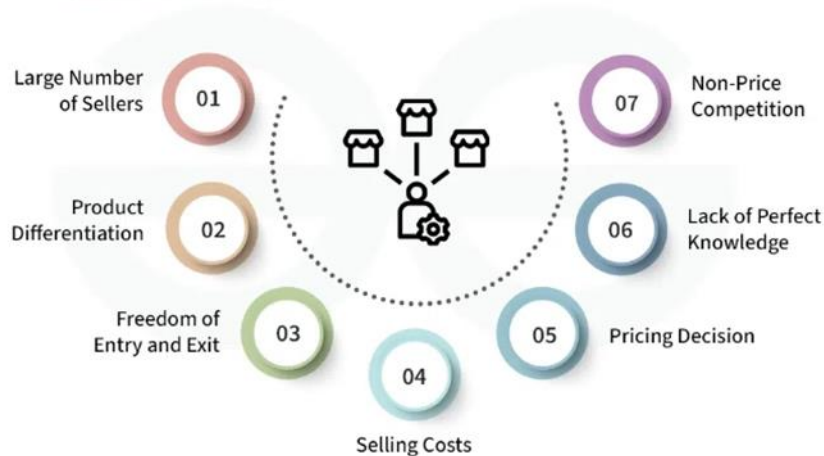 01
Large Number
of Sellers
02
Product
Differentiation
03
Freedom of
Entry and Exit
04
Selling Costs
05
Pricing Decision
06
Lack of Perfect
Knowledge
07
Non-Price
Competition